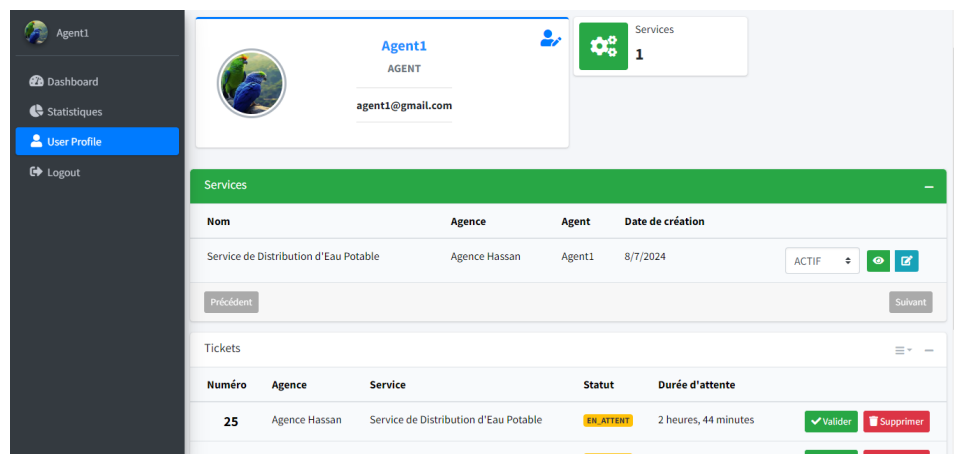 Agent1
Dashboard
Statistiques
User Profile
Logout
Agent1
AGENT
agent1@gmail.com
Services
1
Services
Nom Agence Agent Date de création
Service de Distribution d'Eau Potable Agence Hassan Agent1 8/7/2024 ACTIF
Précédent Suivant
Tickets
Numéro Agence Service Statut Durée d'attente
25 Agence Hassan Service de Distribution d'Eau Potable EN_ATTENT 2 heures, 44 minutes Valider Supprimer